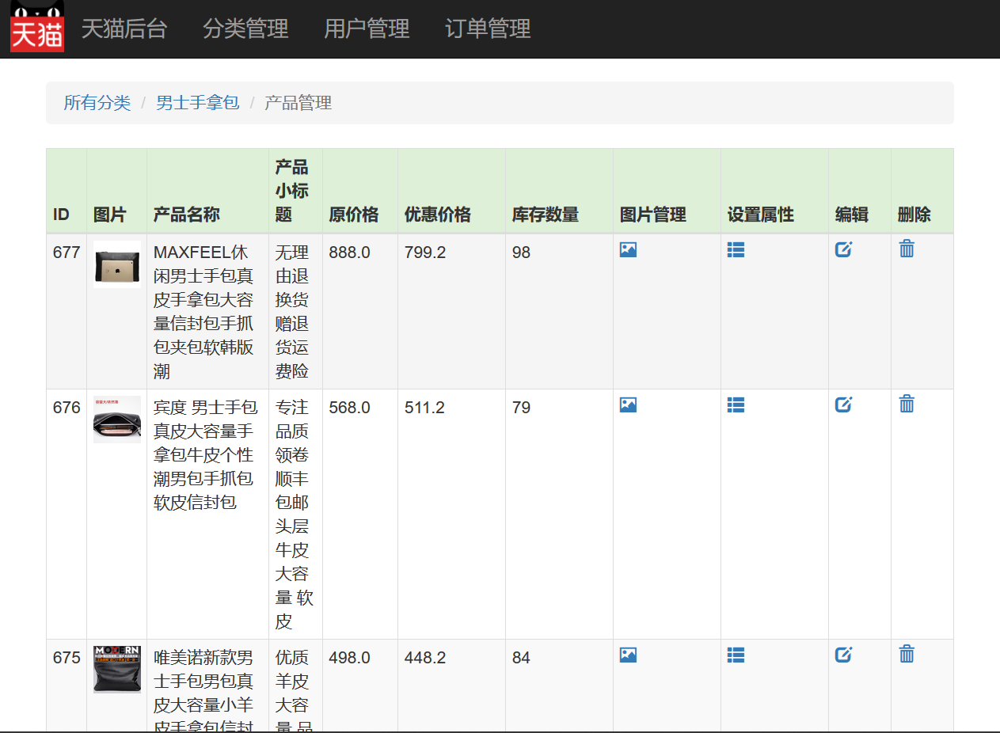 天猫 天猫后台 分类管理 用户管理 订单管理
所有分类 / 男士手拿包 / 产品管理
ID 图片 产品名称 产品小标题 原价格 优惠价格 库存数量 图片管理 设置属性 编辑 删除
677 MAXFEEL休 无理 888.0 799.2 98
闲男士手包真 由退
皮手拿包大容 换货
量信封包手抓 赠退
包夹包软韩版 货运
潮 费险
676 宾度 男士手包 专注 568.0 511.2 79
真皮大容量手 品质
拿包牛皮个性 领卷
潮男包手抓包 顺丰
软皮信封包 包邮
头层
牛皮
大容
量 软
皮
675 MODERN 唯美诺新款男 优质 498.0 448.2 84
士手包男包真 羊皮
皮大容量小羊 大容
皮手拿包信封 量 品